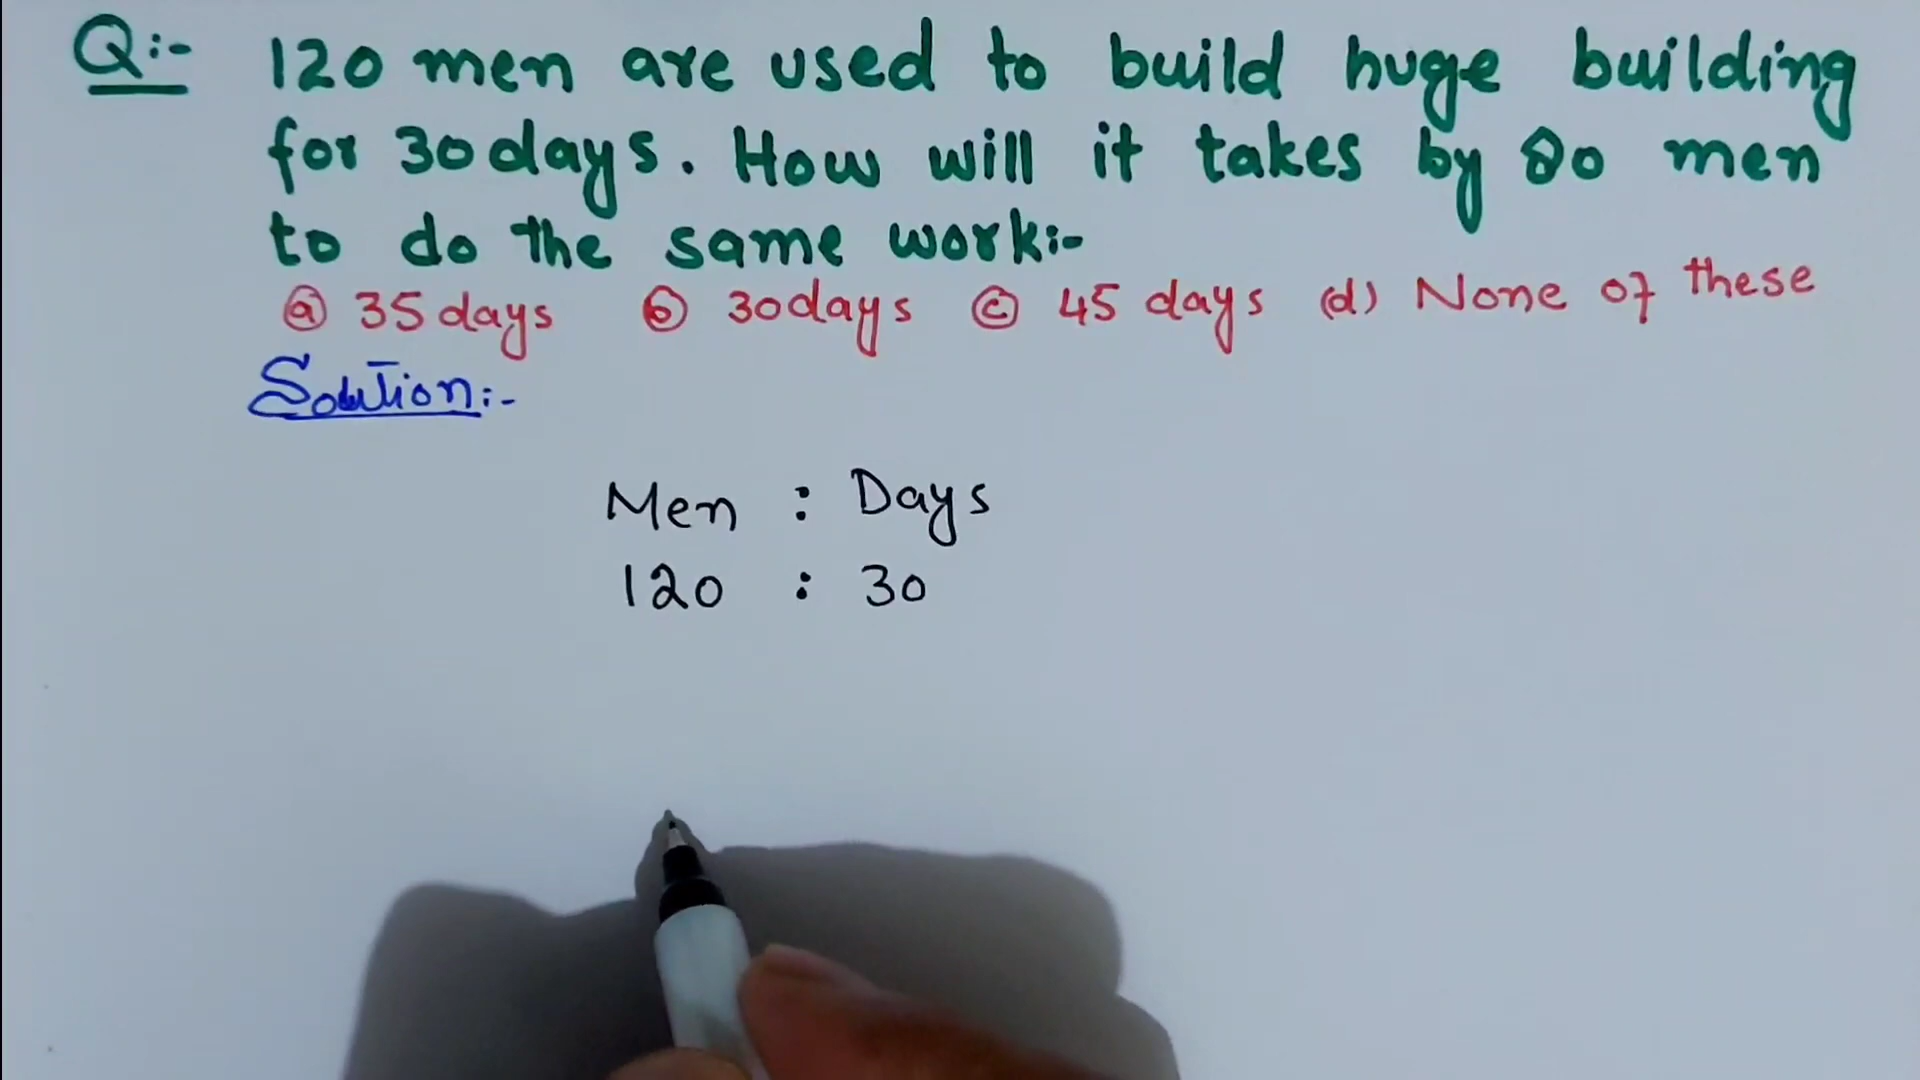 Q:- 120 men are used to build huge building
for 30 days. How will it takes by 80 men
to do the same work:-
(a) 35 days (b) 30 days (c) 45 days (d) None of these
Solution:-
Men : Days
120 : 30